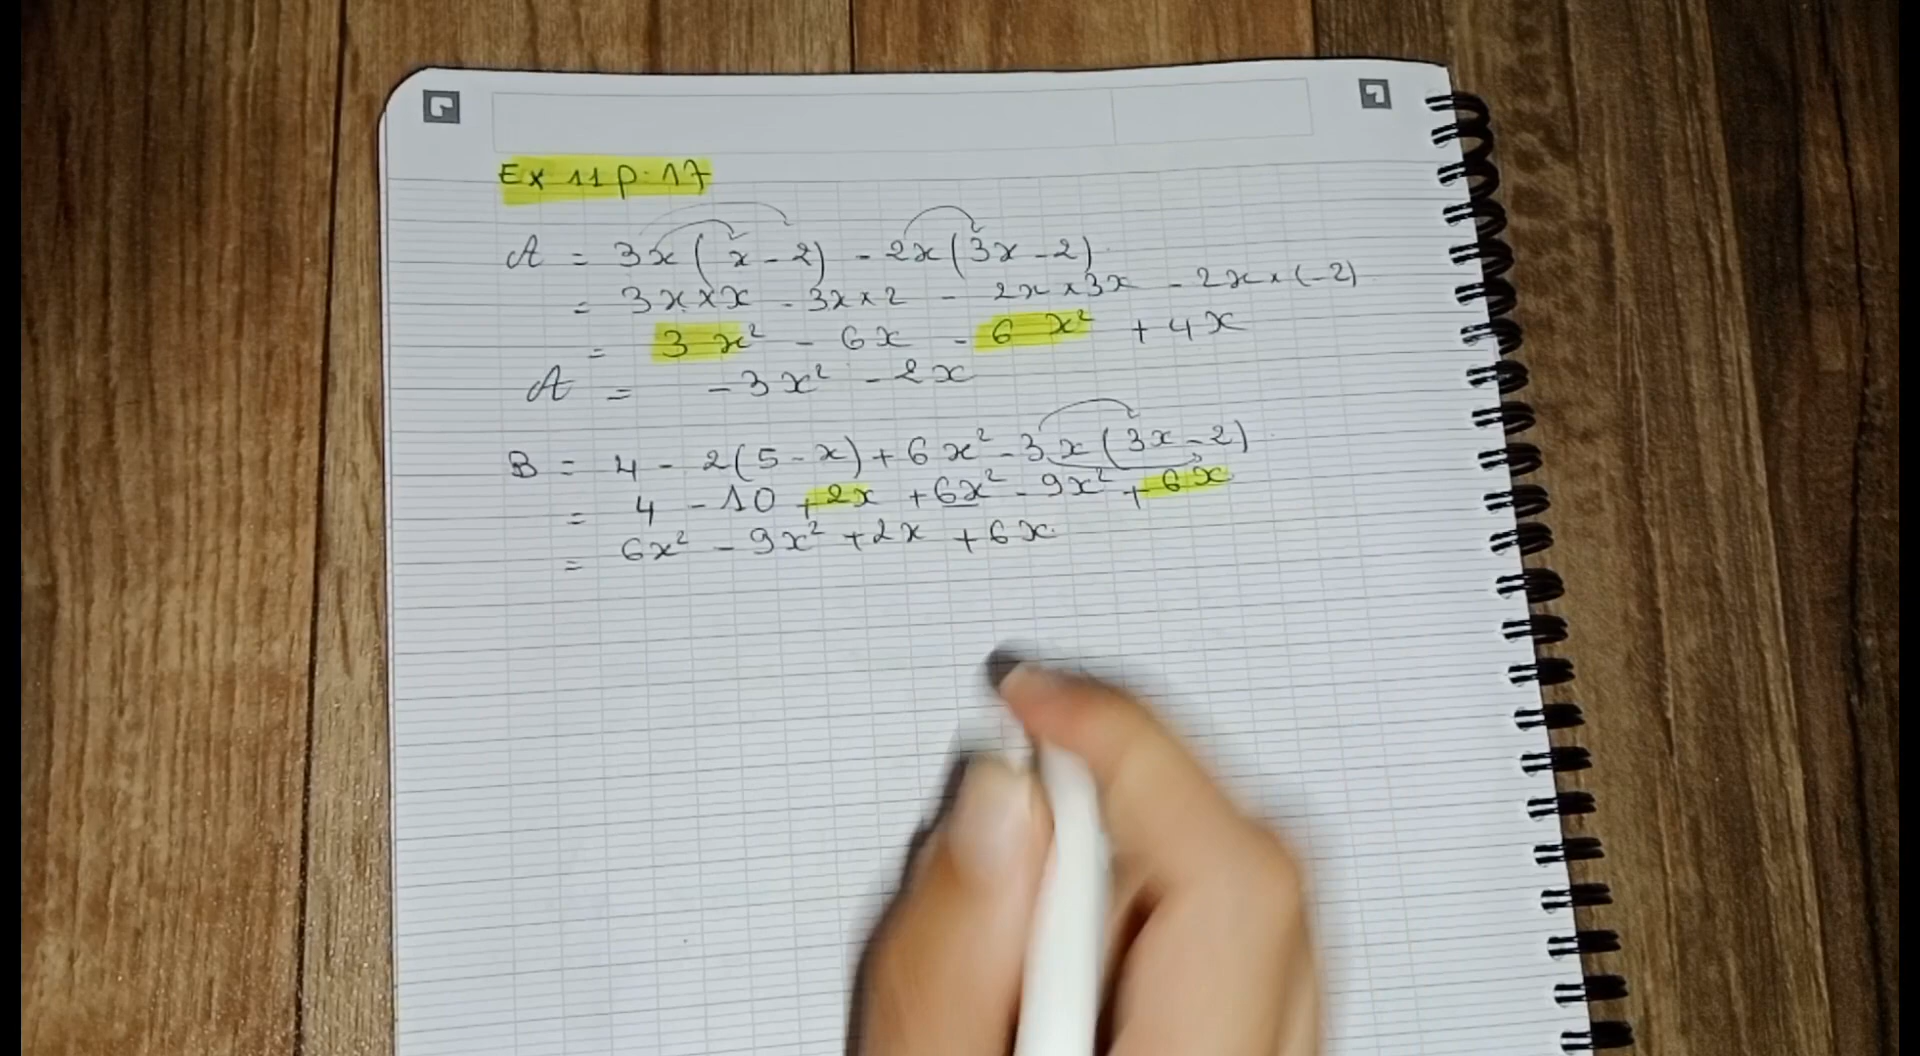 Ex 11 p.17
A = 3x(x-2) - 2x(3x-2)
= 3x×x - 3x×2 - 2x×3x - 2x×(-2)
= 3x² - 6x - 6x² + 4x
A = -3x² - 2x
B = 4 - 2(5-x) + 6x² - 3x(3x-2)
= 4 - 10 + 2x + 6x² - 9x² + 6x
= 6x² - 9x² + 2x + 6x